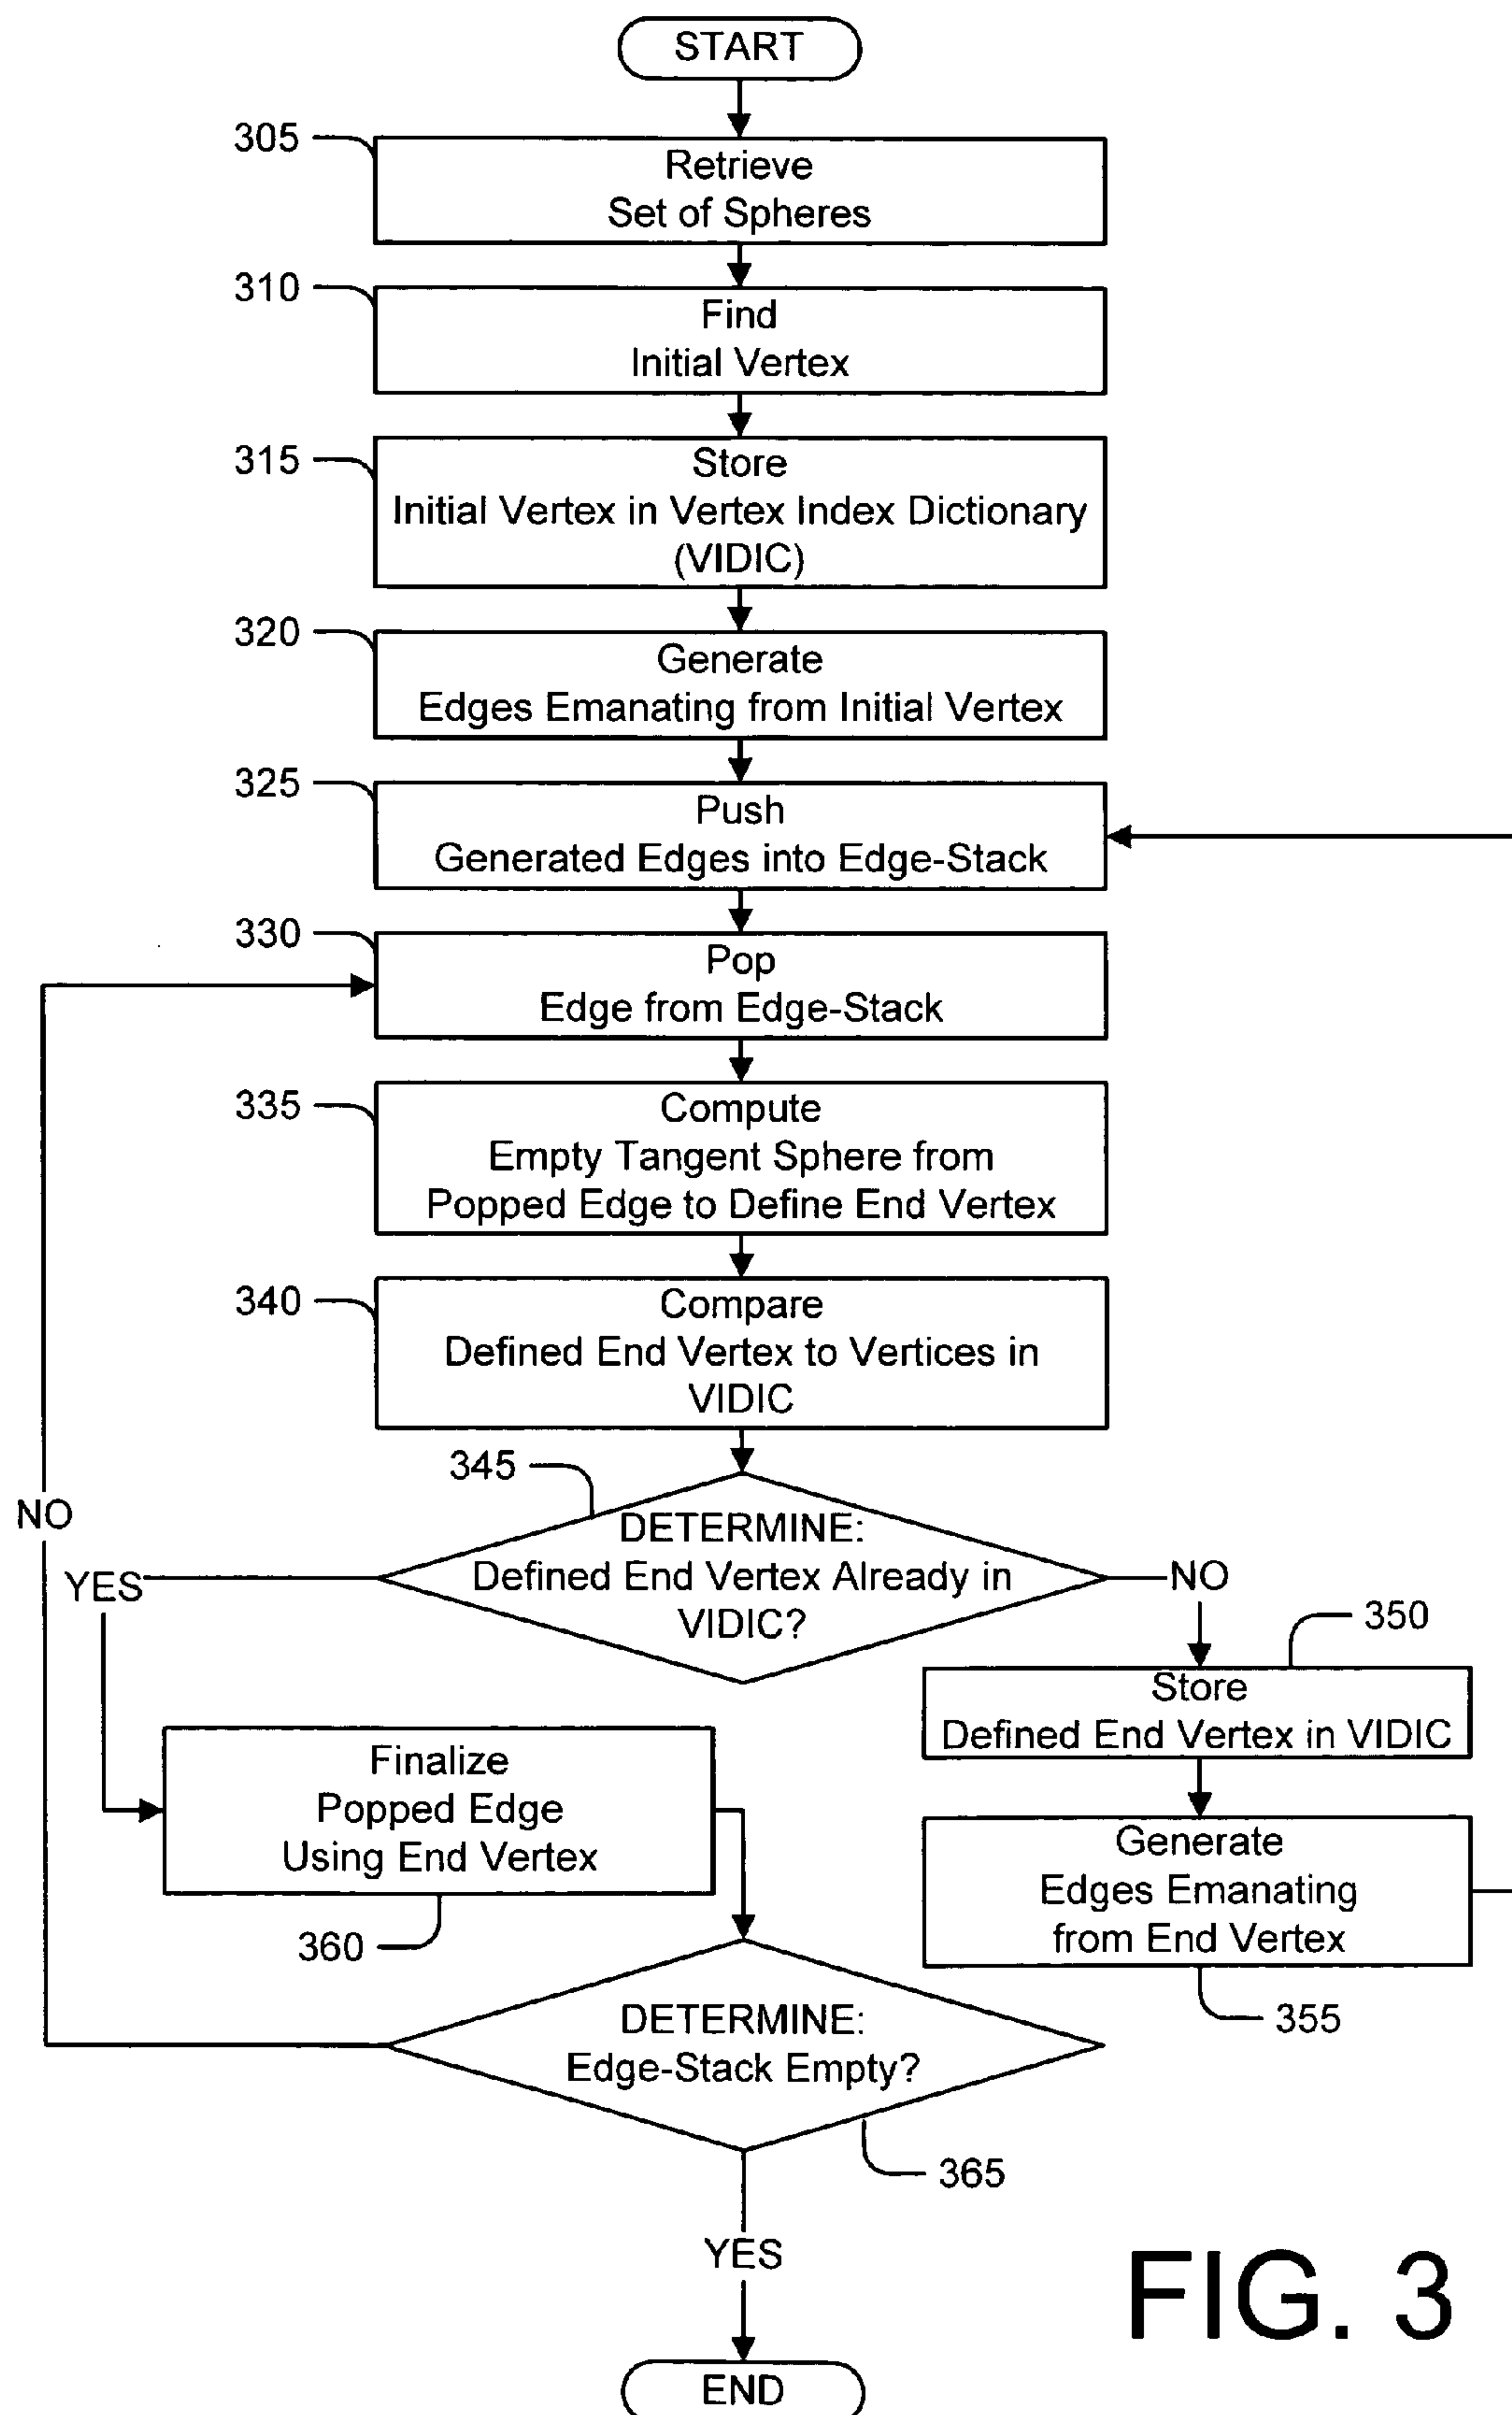 START
305
Retrieve
Set of Spheres
310
Find
Initial Vertex
315
Store
Initial Vertex in Vertex Index Dictionary
(VIDIC)
320
Generate
Edges Emanating from Initial Vertex
325
Push
Generated Edges into Edge-Stack
330
Pop
Edge from Edge-Stack
335
Compute
Empty Tangent Sphere from
Popped Edge to Define End Vertex
340
Compare
Defined End Vertex to Vertices in
VIDIC
345
DETERMINE:
Defined End Vertex Already in
VIDIC?
NO
YES
NO
350
Store
Defined End Vertex in VIDIC
Finalize
Popped Edge
Using End Vertex
360
Generate
Edges Emanating
from End Vertex
355
DETERMINE:
Edge-Stack Empty?
365
YES
END
FIG. 3